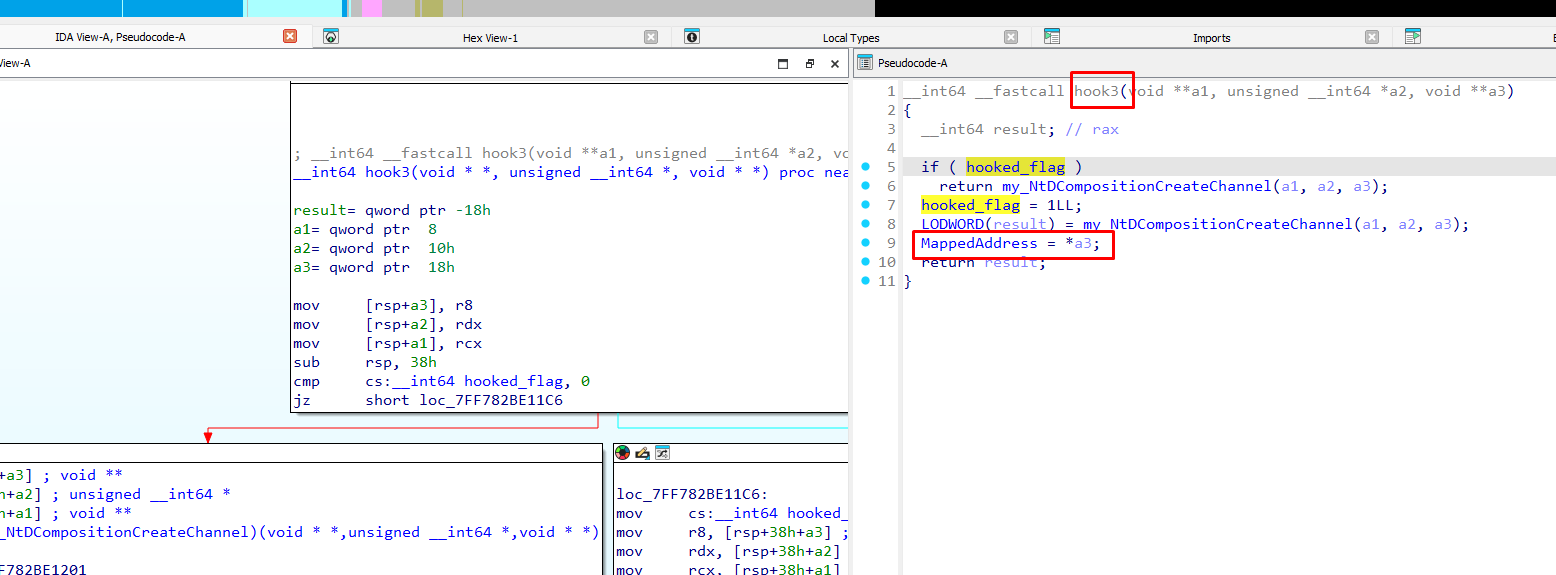 IDA View-A, Pseudocode-A
Hex View-1
Local Types
Imports
View-A
Pseudocode-A
; __int64 __fastcall hook3(void **a1, unsigned __int64 *a2, vo
__int64 hook3(void * *, unsigned __int64 *, void * *) proc nea
result= qword ptr -18h
a1= qword ptr  8
a2= qword ptr  10h
a3= qword ptr  18h
mov     [rsp+a3], r8
mov     [rsp+a2], rdx
mov     [rsp+a1], rcx
sub     rsp, 38h
cmp     cs:__int64 hooked_flag, 0
jz      short loc_7FF782BE11C6
+a3] ; void **
h+a2] ; unsigned __int64 *
h+a1] ; void **
_NtDCompositionCreateChannel)(void * *,unsigned __int64 *,void * *)
F782BE1201
loc_7FF782BE11C6:
mov     cs:__int64 hooked_
mov     r8, [rsp+38h+a3] ;
mov     rdx, [rsp+38h+a2]
mov     rcx, [rsp+38h+a1]
1 __int64 __fastcall hook3(void **a1, unsigned __int64 *a2, void **a3)
2 {
3   __int64 result; // rax
4
5   if ( hooked_flag )
6     return my_NtDCompositionCreateChannel(a1, a2, a3);
7   hooked_flag = 1LL;
8   LODWORD(result) = my_NtDCompositionCreateChannel(a1, a2, a3);
9   MappedAddress = *a3;
10   return result;
11 }